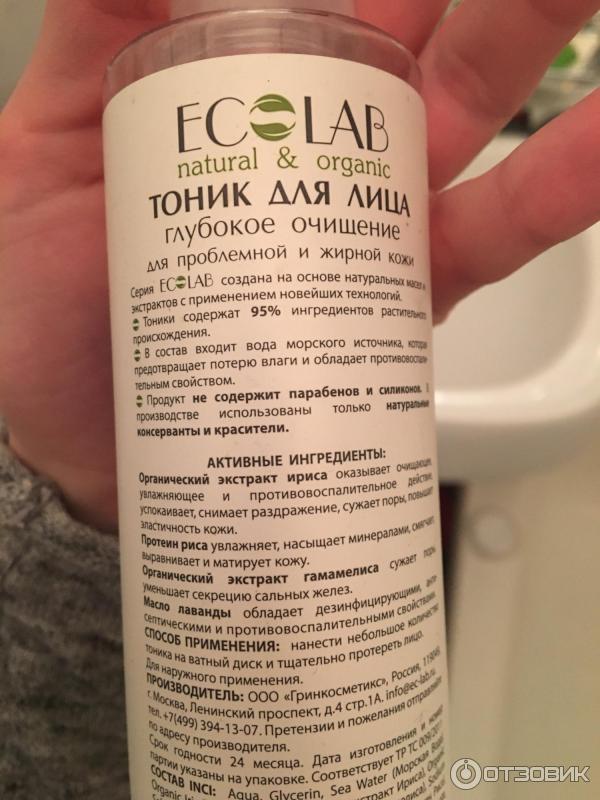 ECOLAB
natural & organic
ТОНИК ДЛЯ ЛИЦА
глубокое очищение
для проблемной и жирной кожи
Серия ECOLAB создана на основе натуральных масел и
экстрактов с применением новейших технологий.
Тоники содержат 95% ингредиентов растительного
происхождения.
В состав входит вода морского источника, которая
предотвращает потерю влаги и обладает противовоспали-
тельным свойством.
Продукт не содержит парабенов и силиконов. В
производстве использованы только натуральные
консерванты и красители.
АКТИВНЫЕ ИНГРЕДИЕНТЫ:
Органический экстракт ириса оказывает очищающее,
увлажняющее и противовоспалительное действие,
успокаивает, снимает раздражение, сужает поры, повышает
эластичность кожи.
Протеин риса увлажняет, насыщает минералами, смягчает,
выравнивает и матирует кожу.
Органический экстракт гамамелиса сужает поры,
уменьшает секрецию сальных желез.
Масло лаванды обладает дезинфицирующими, анти-
септическими и противовоспалительными свойствами.
СПОСОБ ПРИМЕНЕНИЯ: нанести небольшое количество
тоника на ватный диск и тщательно протереть лицо.
Для наружного применения.
ПРОИЗВОДИТЕЛЬ: ООО «Гринкосметикс», Россия, 119049,
г. Москва, Ленинский проспект, д.4 стр.1А. info@ec-lab.ru,
тел. +7(499) 394-13-07. Претензии и пожелания отправляйте
по адресу производителя.
Срок годности 24 месяца. Дата изготовления и номер
партии указаны на упаковке. Соответствует ТР ТС 009/2011
СОСТАВ INCI: Aqua, Glycerin, Sea Water (Морская Вода),
Organic Iris
ОТЗОВИК